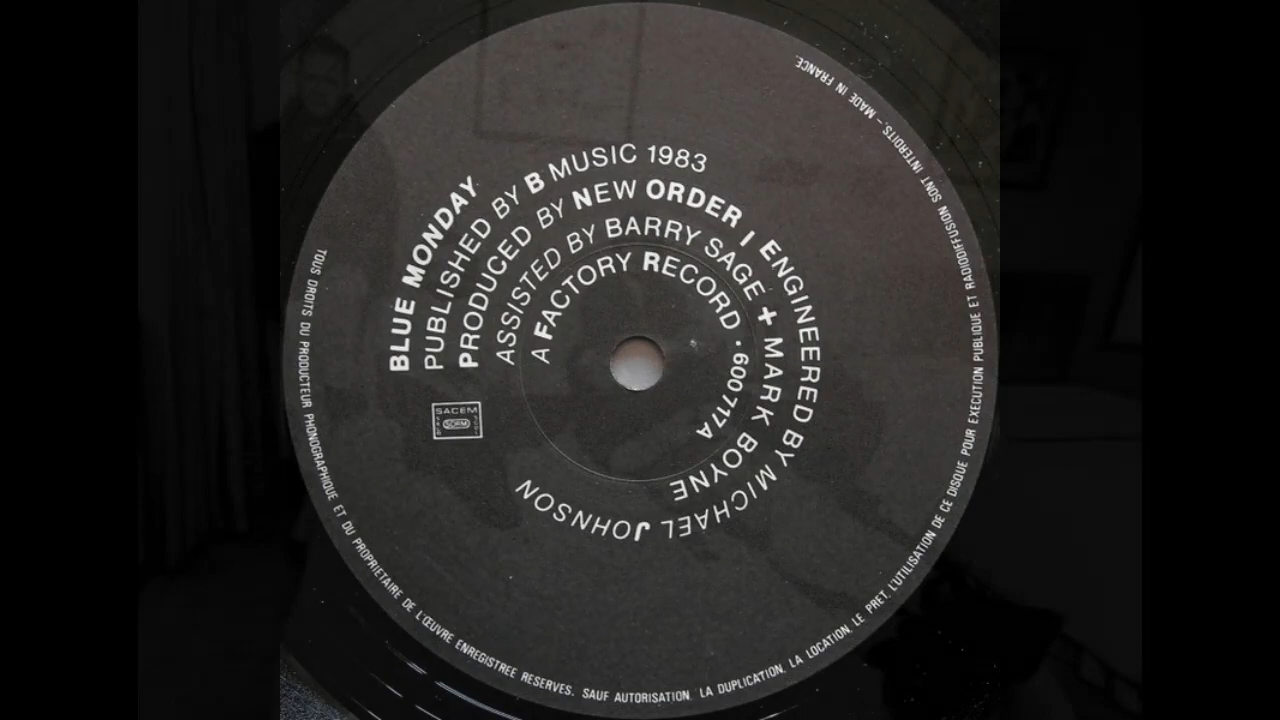 BLUE MONDAY
PUBLISHED BY B MUSIC 1983
PRODUCED BY NEW ORDER / ENGINEERED BY MICHAEL JOHNSON
ASSISTED BY BARRY SAGE + MARK BOYNE
A FACTORY RECORD · 600.717A
SACEM
SDRM
TOUS DROITS DU PRODUCTEUR PHONOGRAPHIQUE ET DU PROPRIETAIRE DE L'ŒUVRE ENREGISTREE RESERVES. SAUF AUTORISATION. LA DUPLICATION, LA LOCATION, LE PRET, L'UTILISATION DE CE DISQUE POUR EXECUTION PUBLIQUE ET RADIODIFFUSION SONT INTERDITS. - MADE IN FRANCE.